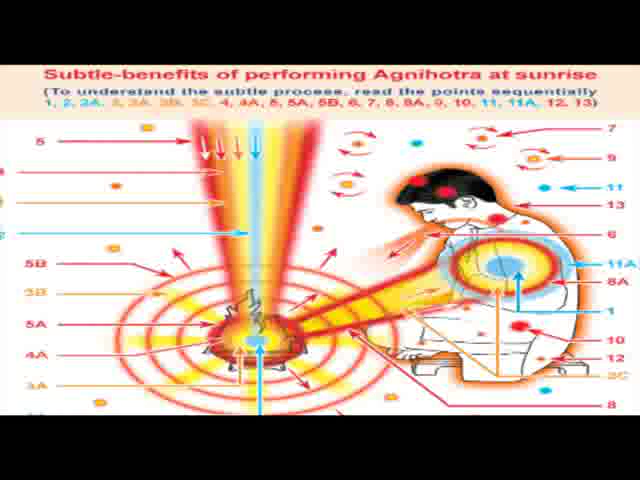 Subtle-benefits of performing Agnihotra at sunrise
(To understand the subtle process, read the points sequentially
1, 2, 2A, 3, 3A, 3B, 3C, 4, 4A, 5, 5A, 5B, 6, 7, 8, 8A, 9, 10, 11, 11A, 12, 13)
7
5
9
11
13
6
5B
11A
3B
8A
1
5A
10
4A
12
3C
3A
8